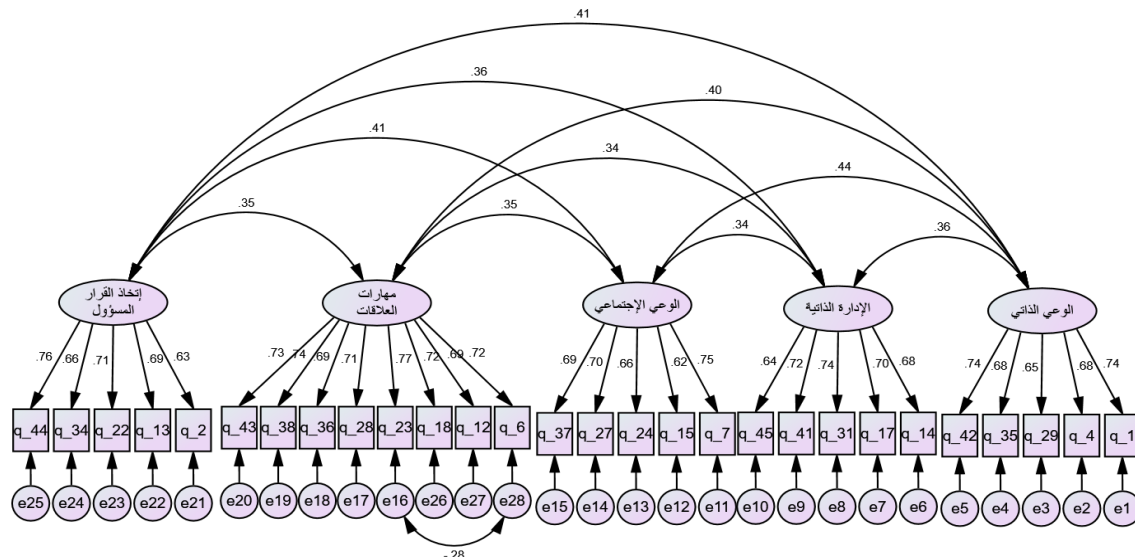 .41
.36
.40
.41
.34
.44
.35
.35
.34
.36
إتخاذ القرار
المسؤول
مهارات
العلاقات
الوعي الإجتماعي
الإدارة الذاتية
الوعي الذاتي
.76 .66 .71 .69 .63
.73 .74 .69 .71 .77 .72 .69 .72
.69 .70 .66 .62 .75
.64 .72 .74 .70 .68
.74 .68 .65 .68 .74
q_44 q_34 q_22 q_13 q_2
q_43 q_38 q_36 q_28 q_23 q_18 q_12 q_6
q_37 q_27 q_24 q_15 q_7
q_45 q_41 q_31 q_17 q_14
q_42 q_35 q_29 q_4 q_1
e25 e24 e23 e22 e21
e20 e19 e18 e17 e16 e26 e27 e28
e15 e14 e13 e12 e11
e10 e9 e8 e7 e6
e5 e4 e3 e2 e1
-.28